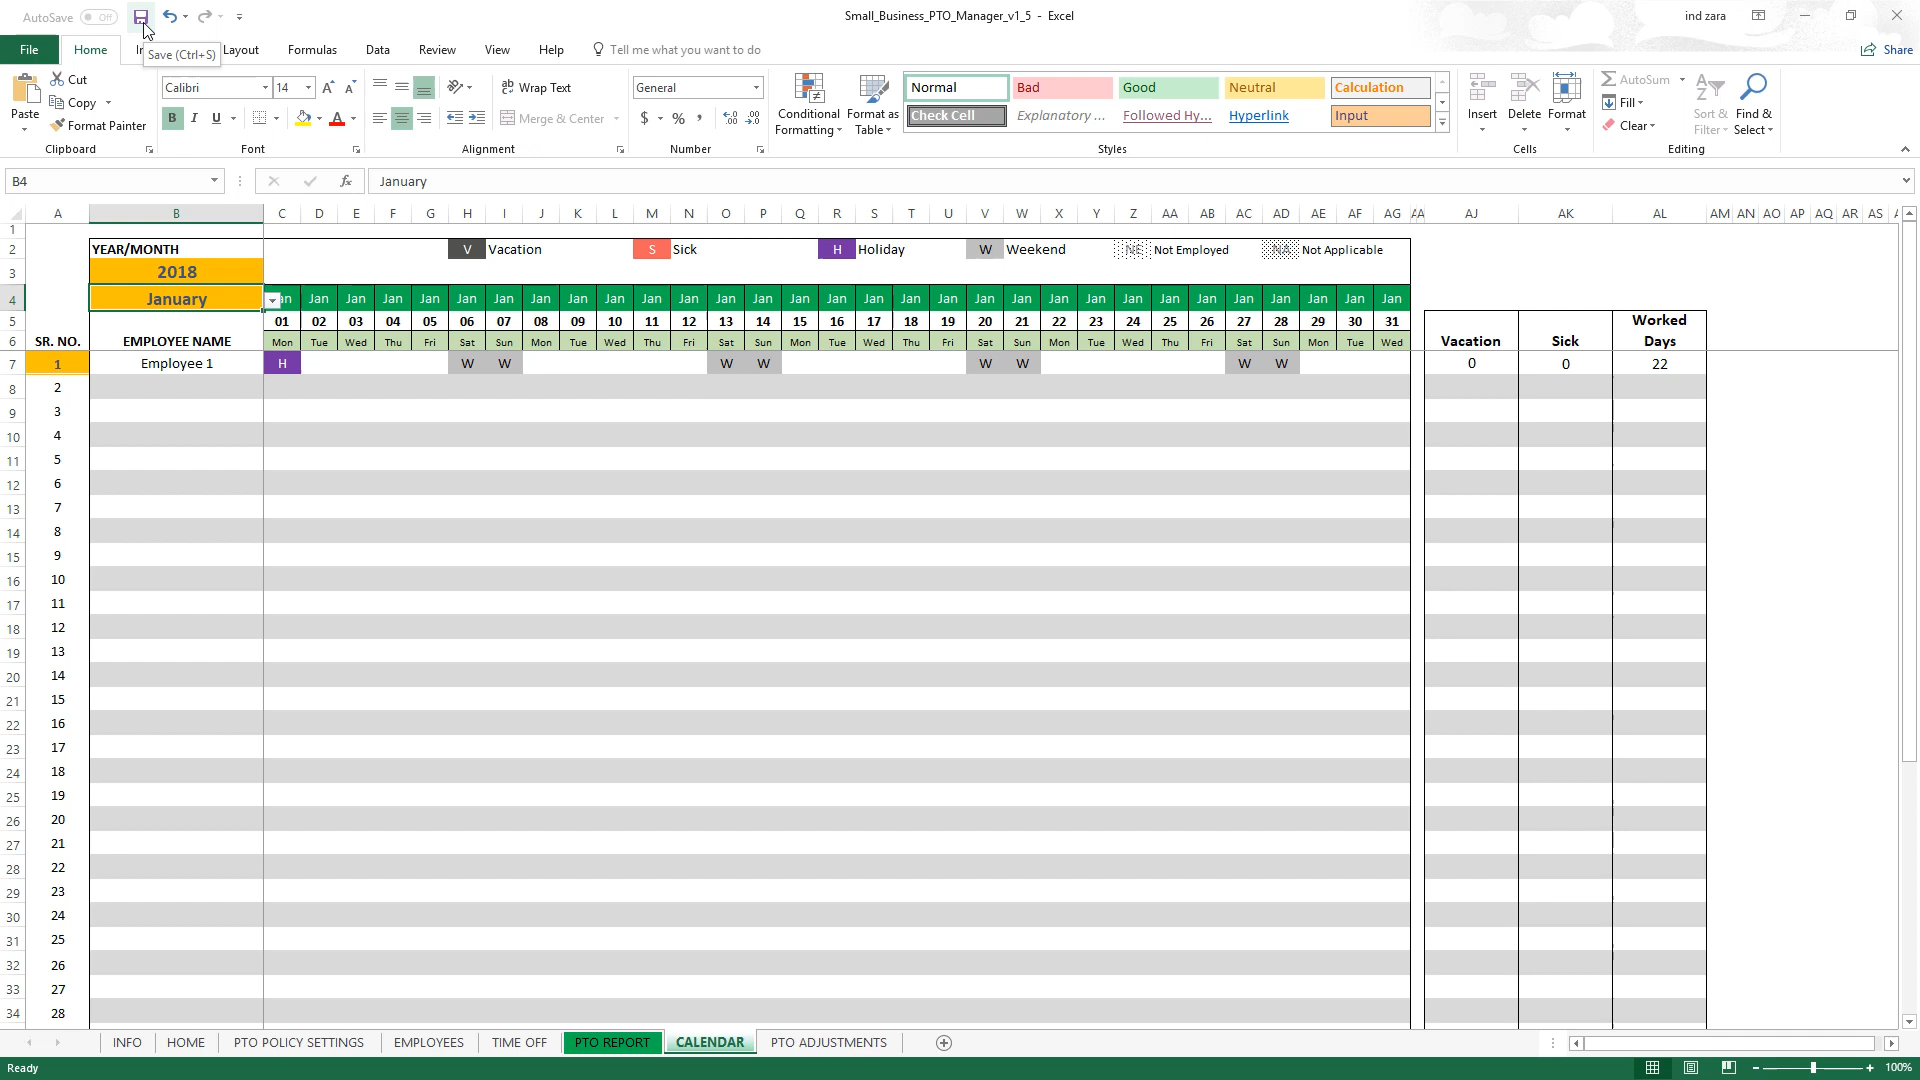 AutoSave Off Small_Business_PTO_Manager_v1_5 - Excel ind zara
Save (Ctrl+S)
File Home Layout Formulas Data Review View Help Tell me what you want to do Share
Paste Cut Copy Format Painter
Calibri 14
B I U
Wrap Text
Merge & Center
General
$ % ,
Conditional Formatting
Format as Table
Normal Bad Good Neutral Calculation
Check Cell Explanatory ... Followed Hy... Hyperlink Input
Insert Delete Format
AutoSum
Fill
Clear
Sort & Filter
Find & Select
Clipboard Font Alignment Number Styles Cells Editing
B4 fx January
A B C D E F G H I J K L M N O P Q R S T U V W X Y Z AA AB AC AD AE AF AG AJ AK AL AM AN AO AP AQ AR AS
1
2 YEAR/MONTH V Vacation S Sick H Holiday W Weekend NE Not Employed NA Not Applicable
3 2018
4 January Jan Jan Jan Jan Jan Jan Jan Jan Jan Jan Jan Jan Jan Jan Jan Jan Jan Jan Jan Jan Jan Jan Jan Jan Jan Jan Jan Jan Jan Jan
5 01 02 03 04 05 06 07 08 09 10 11 12 13 14 15 16 17 18 19 20 21 22 23 24 25 26 27 28 29 30 31 Worked
6 SR. NO. EMPLOYEE NAME Mon Tue Wed Thu Fri Sat Sun Mon Tue Wed Thu Fri Sat Sun Mon Tue Wed Thu Fri Sat Sun Mon Tue Wed Thu Fri Sat Sun Mon Tue Wed Vacation Sick Days
7 1 Employee 1 H W W W W W W W W 0 0 22
8 2
9 3
10 4
11 5
12 6
13 7
14 8
15 9
16 10
17 11
18 12
19 13
20 14
21 15
22 16
23 17
24 18
25 19
26 20
27 21
28 22
29 23
30 24
31 25
32 26
33 27
34 28
INFO HOME PTO POLICY SETTINGS EMPLOYEES TIME OFF PTO REPORT CALENDAR PTO ADJUSTMENTS
Ready 100%